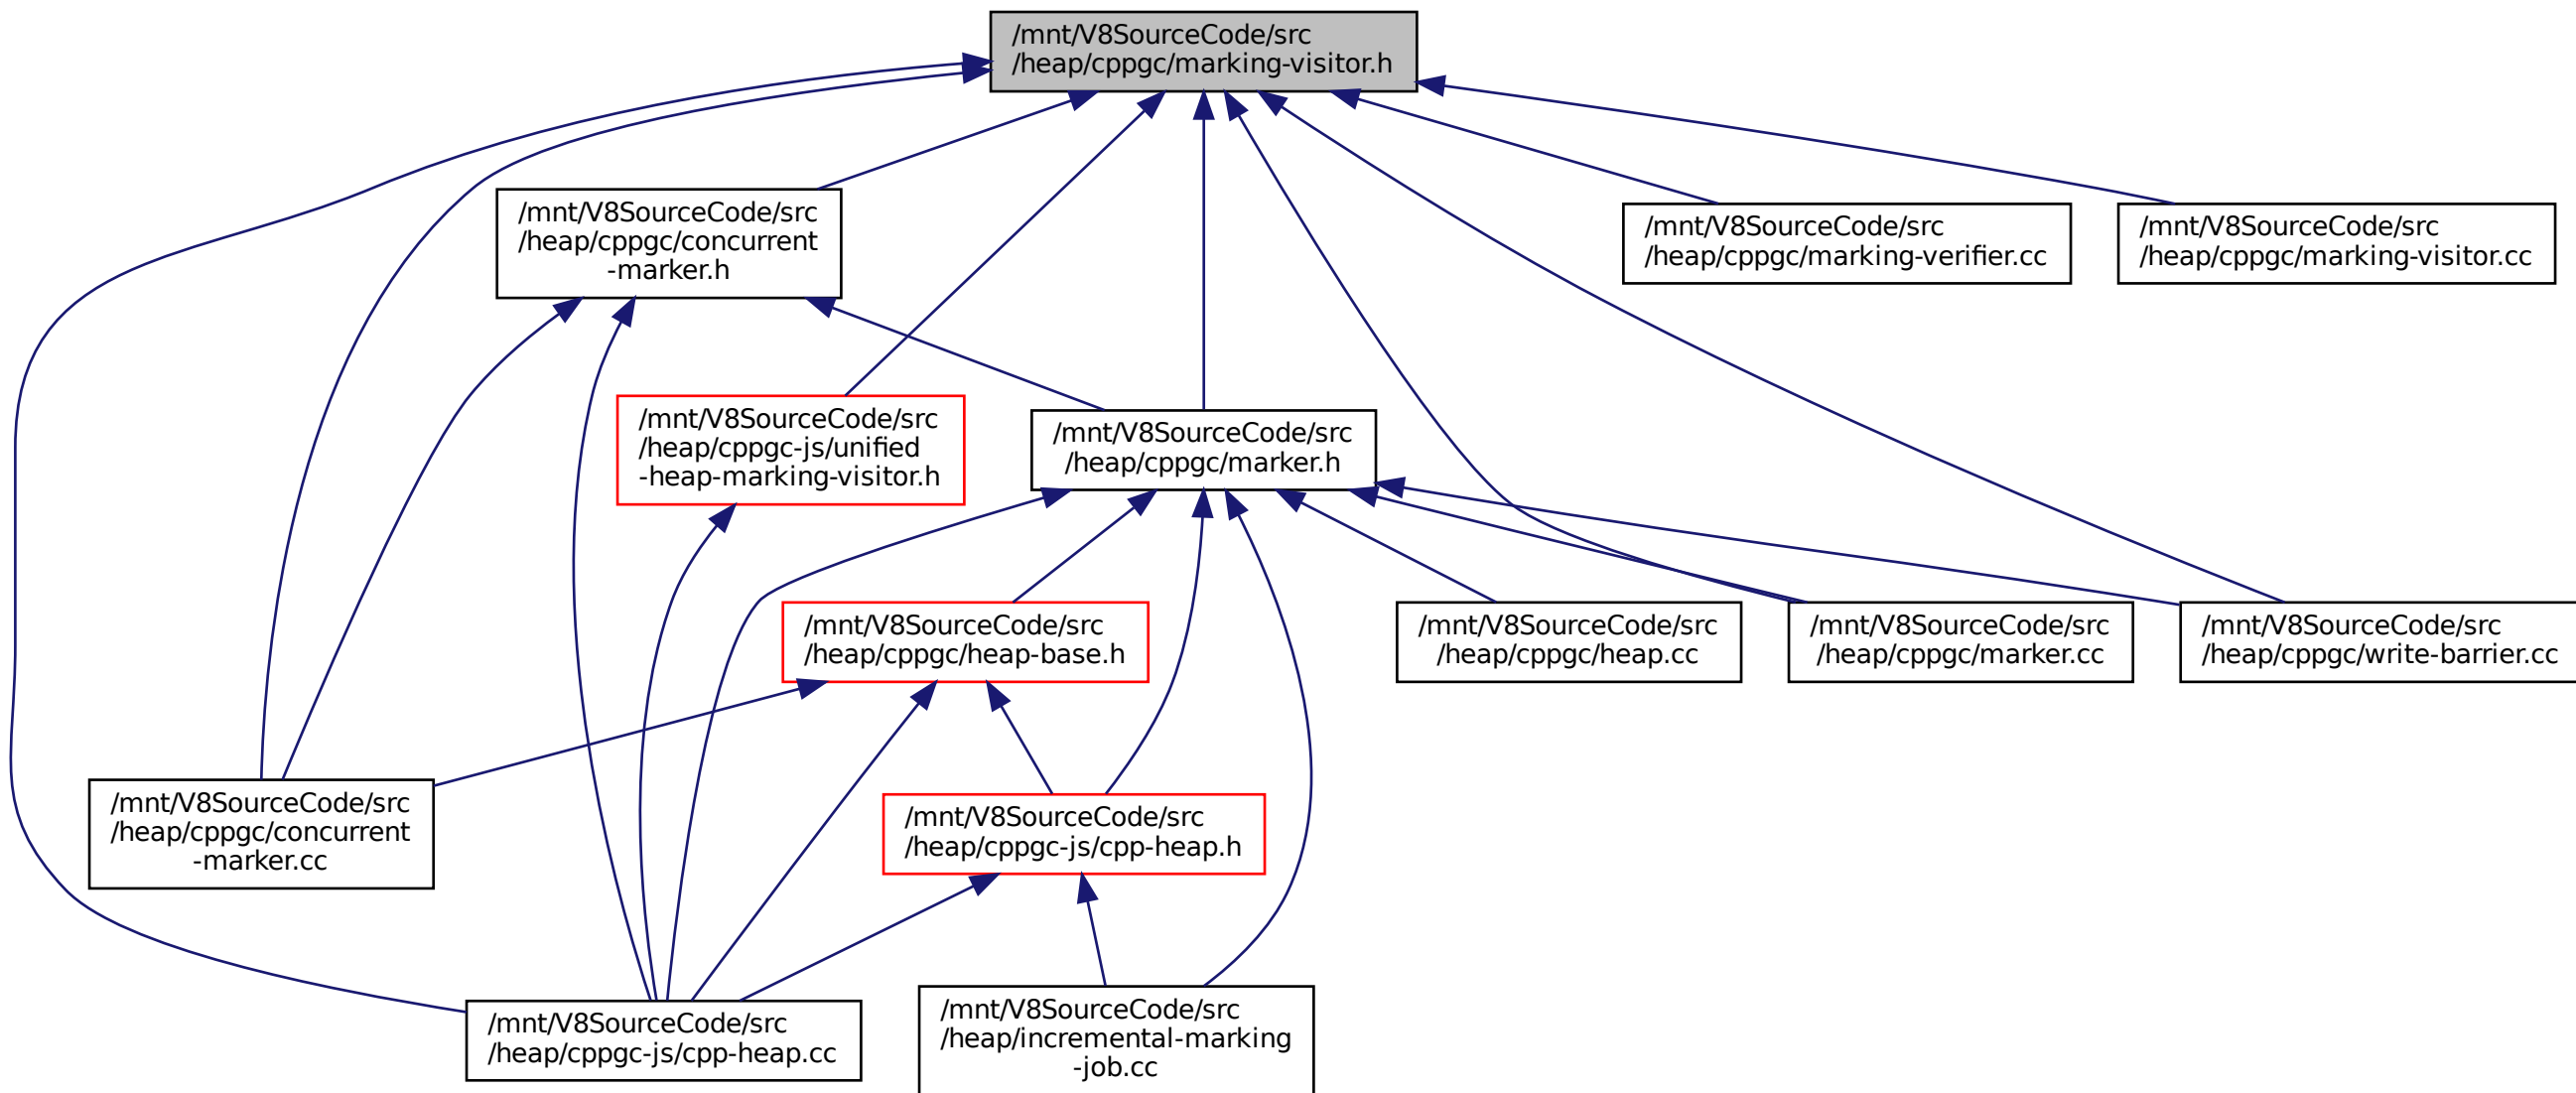 /mnt/V8SourceCode/src
/heap/cppgc/marking-visitor.h
/mnt/V8SourceCode/src
/heap/cppgc/concurrent
-marker.h
/mnt/V8SourceCode/src
/heap/cppgc/marking-verifier.cc
/mnt/V8SourceCode/src
/heap/cppgc/marking-visitor.cc
/mnt/V8SourceCode/src
/heap/cppgc-js/unified
-heap-marking-visitor.h
/mnt/V8SourceCode/src
/heap/cppgc/marker.h
/mnt/V8SourceCode/src
/heap/cppgc/heap-base.h
/mnt/V8SourceCode/src
/heap/cppgc/heap.cc
/mnt/V8SourceCode/src
/heap/cppgc/marker.cc
/mnt/V8SourceCode/src
/heap/cppgc/write-barrier.cc
/mnt/V8SourceCode/src
/heap/cppgc/concurrent
-marker.cc
/mnt/V8SourceCode/src
/heap/cppgc-js/cpp-heap.h
/mnt/V8SourceCode/src
/heap/cppgc-js/cpp-heap.cc
/mnt/V8SourceCode/src
/heap/incremental-marking
-job.cc